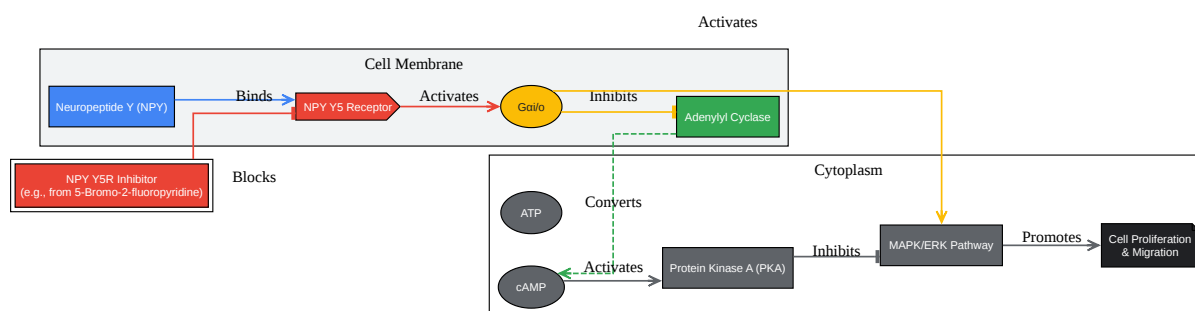 Activates
Cell Membrane
Neuropeptide Y (NPY)
Binds
NPY Y5 Receptor
Activates
Gαi/o
Inhibits
Adenylyl Cyclase
NPY Y5R Inhibitor
(e.g., from 5-Bromo-2-fluoropyridine)
Blocks
Cytoplasm
ATP
Converts
cAMP
Activates
Protein Kinase A (PKA)
Inhibits
MAPK/ERK Pathway
Promotes
Cell Proliferation
& Migration